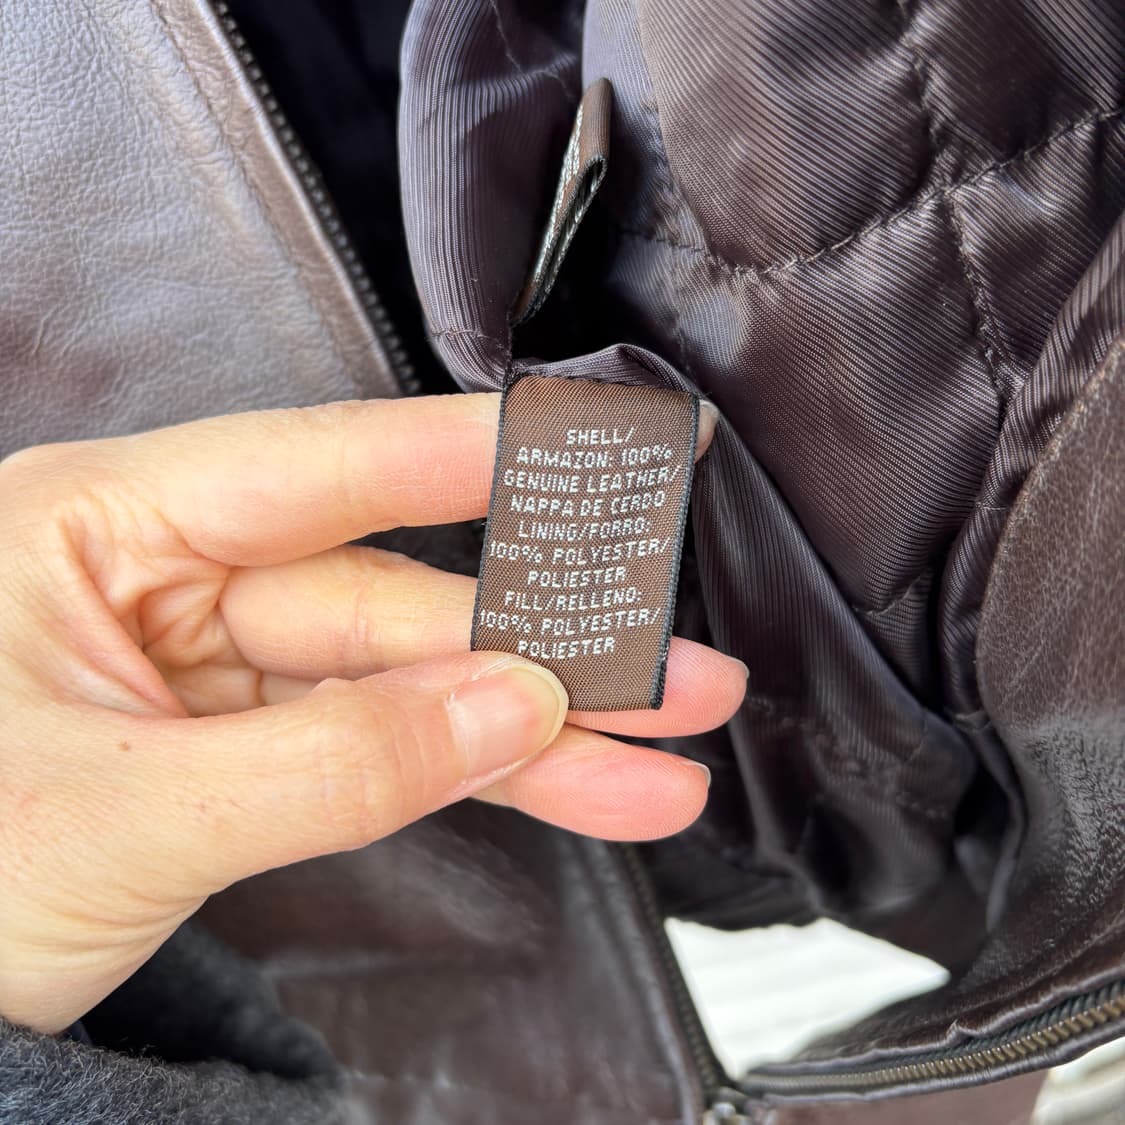 SHELL/
ARMAZON: 100%
GENUINE LEATHER/
NAPPA DE CERDO
LINING/FORRO:
100% POLYESTER/
POLIESTER
FILL/RELLENO:
100% POLYESTER/
POLIESTER